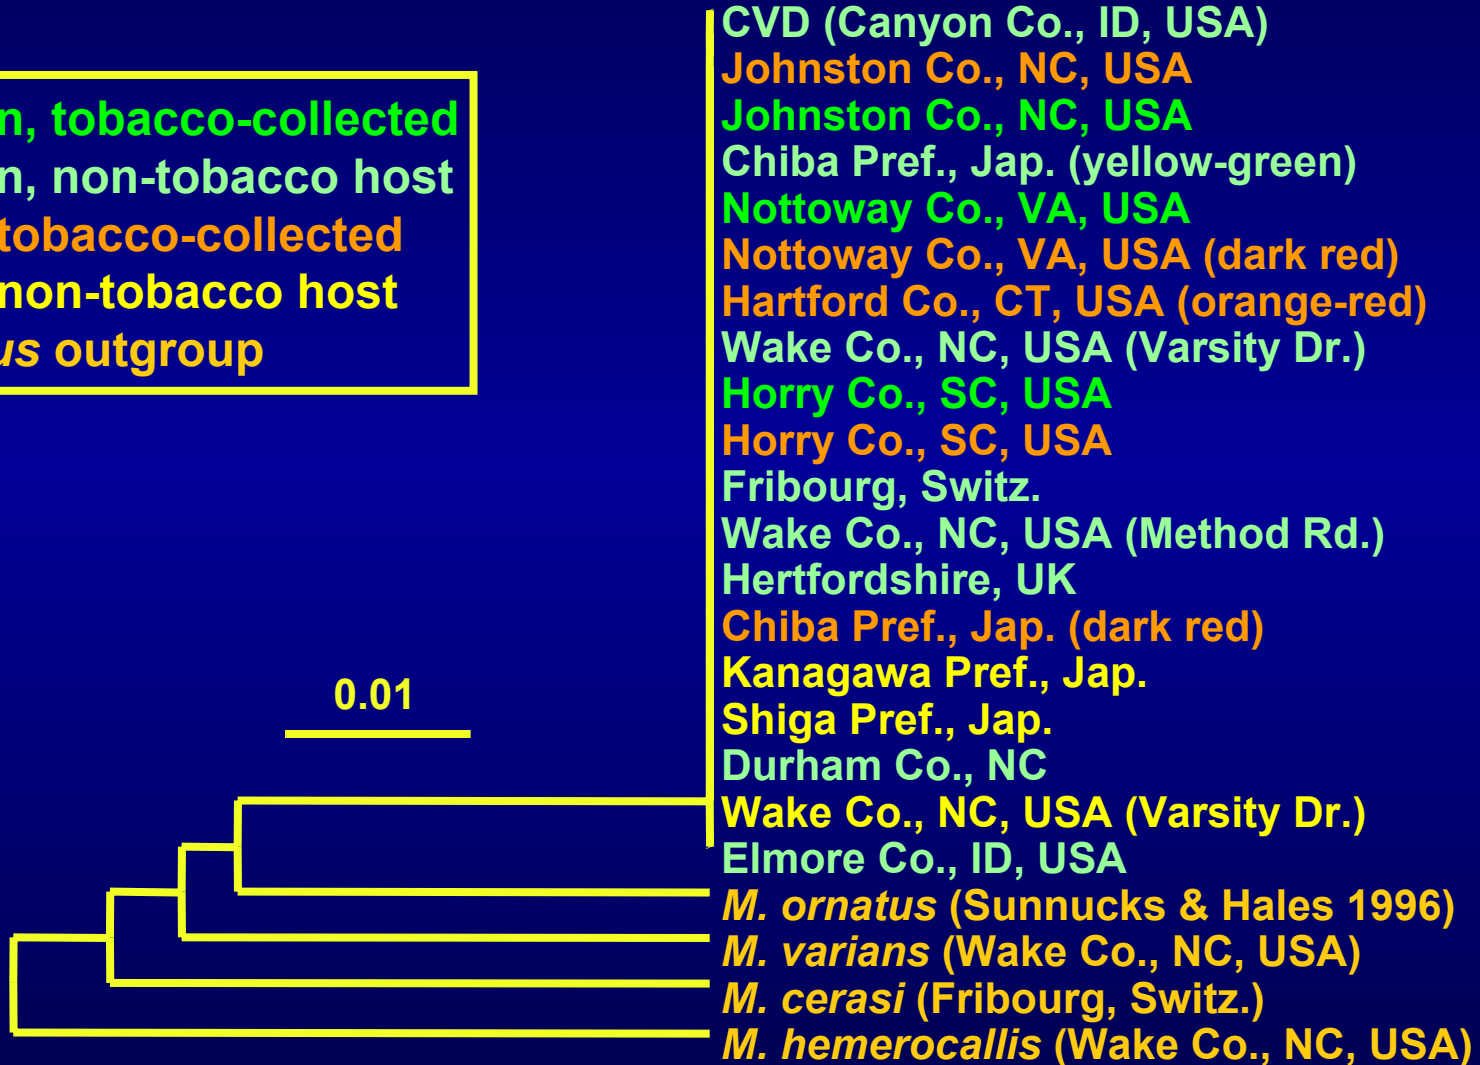 n, tobacco-collected
n, non-tobacco host
tobacco-collected
non-tobacco host
us outgroup
0.01
CVD (Canyon Co., ID, USA)
Johnston Co., NC, USA
Johnston Co., NC, USA
Chiba Pref., Jap. (yellow-green)
Nottoway Co., VA, USA
Nottoway Co., VA, USA (dark red)
Hartford Co., CT, USA (orange-red)
Wake Co., NC, USA (Varsity Dr.)
Horry Co., SC, USA
Horry Co., SC, USA
Fribourg, Switz.
Wake Co., NC, USA (Method Rd.)
Hertfordshire, UK
Chiba Pref., Jap. (dark red)
Kanagawa Pref., Jap.
Shiga Pref., Jap.
Durham Co., NC
Wake Co., NC, USA (Varsity Dr.)
Elmore Co., ID, USA
M. ornatus (Sunnucks & Hales 1996)
M. varians (Wake Co., NC, USA)
M. cerasi (Fribourg, Switz.)
M. hemerocallis (Wake Co., NC, USA)